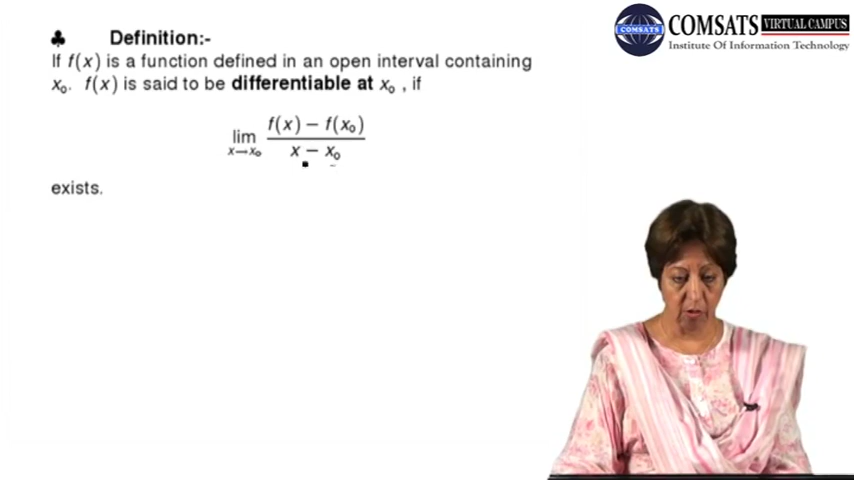 COMSATS VIRTUAL CAMPUS
Institute Of Information Technology
♣ Definition:-
If f(x) is a function defined in an open interval containing
x₀. f(x) is said to be differentiable at x₀ , if
lim x→x₀ f(x) − f(x₀) / x − x₀
exists.